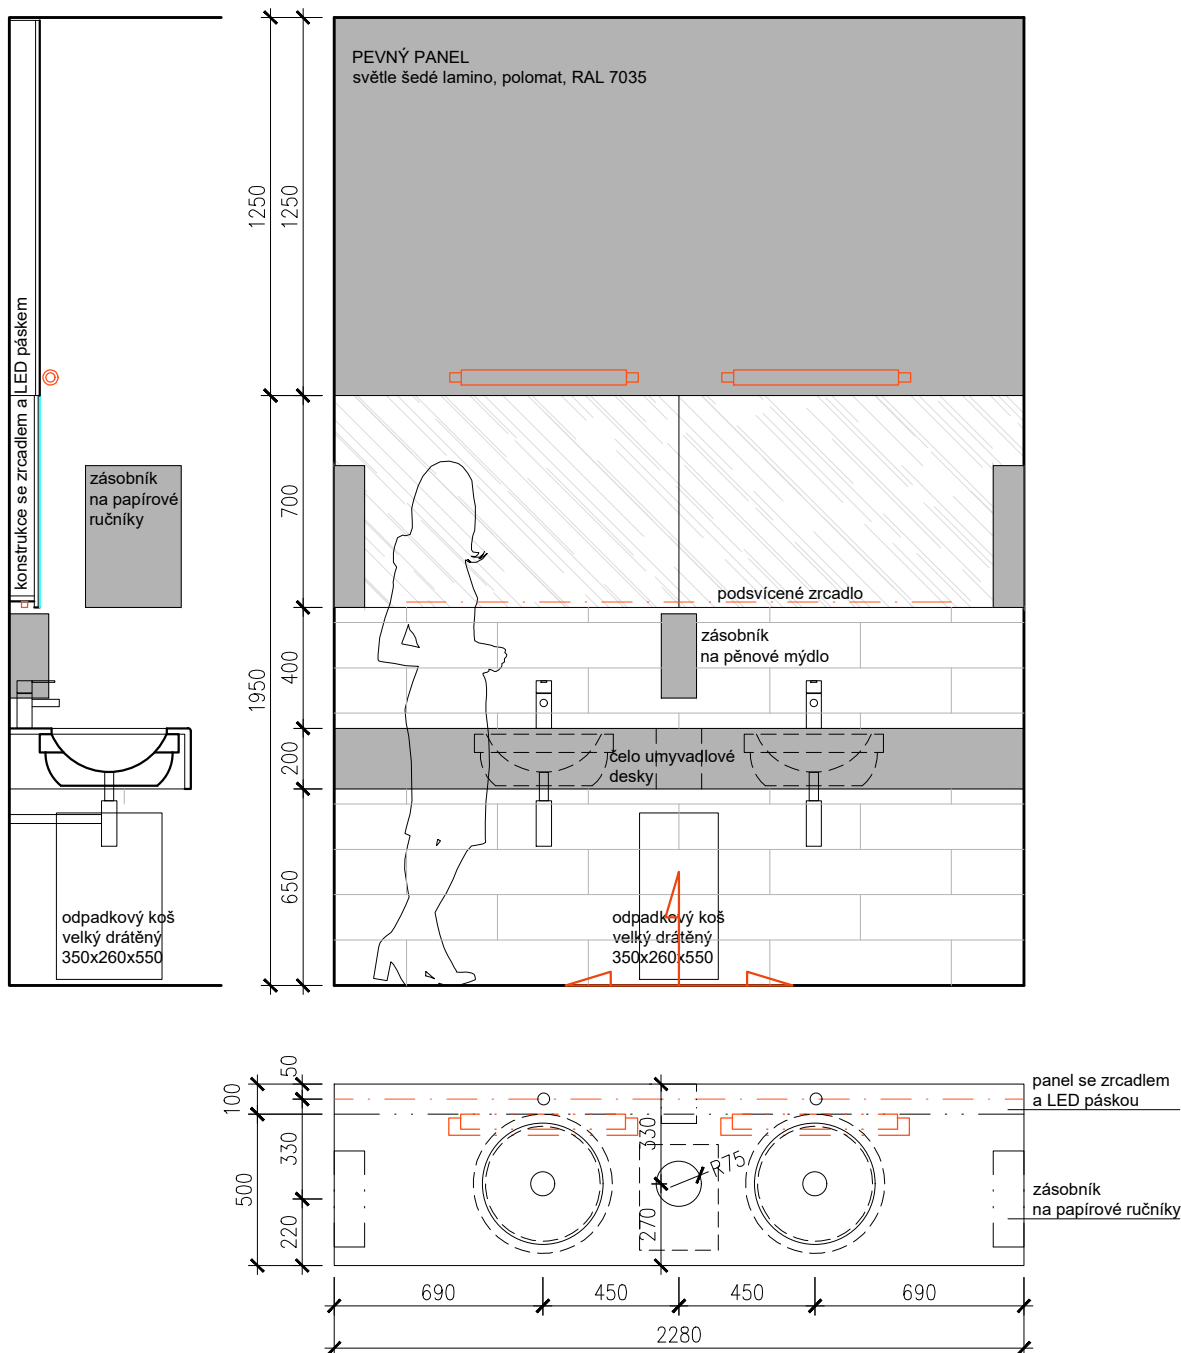 PEVNÝ PANEL
světle šedé lamino, polomat, RAL 7035
1250
1250
konstrukce se zrcadlem a LED páskem
zásobník
na papírové
ručníky
700
podsvícené zrcadlo
zásobník
na pěnové mýdlo
400
1950
200
čelo umyvadlové
desky
650
odpadkový koš
velký drátěný
350x260x550
odpadkový koš
velký drátěný
350x260x550
50
100
panel se zrcadlem
a LED páskou
330
330
R75
500
zásobník
na papírové ručníky
220
270
690
450
450
690
2280